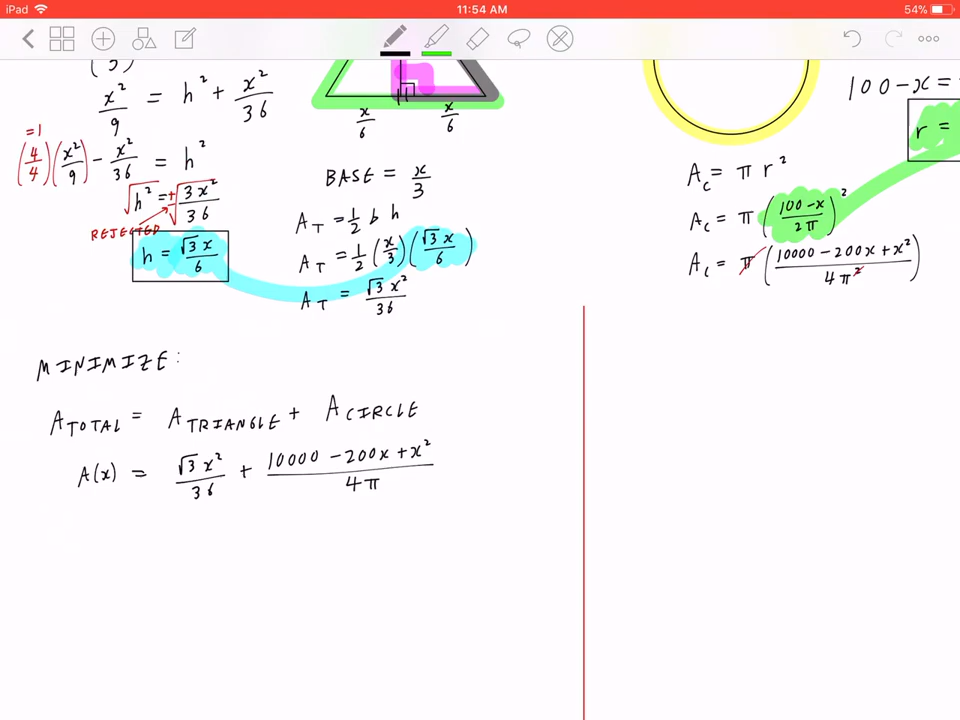 iPad 11:54 AM 54%
(3)
x²/9 = h² + x²/36
=1
(4/4)(x²/9) − x²/36 = h²
√h² = ±√(3x²/36)
REJECTED
h = √3 x/6
x/6 x/6
BASE = x/3
A_T = 1/2 b h
A_T = 1/2 (x/3)(√3 x/6)
A_T = √3 x²/36
100 − x =
r =
A_C = π r²
A_C = π ((100 − x)/2π)²
A_C = π ((10000 − 200x + x²)/4π²)
MINIMIZE:
A_TOTAL = A_TRIANGLE + A_CIRCLE
A(x) = √3 x²/36 + (10000 − 200x + x²)/4π